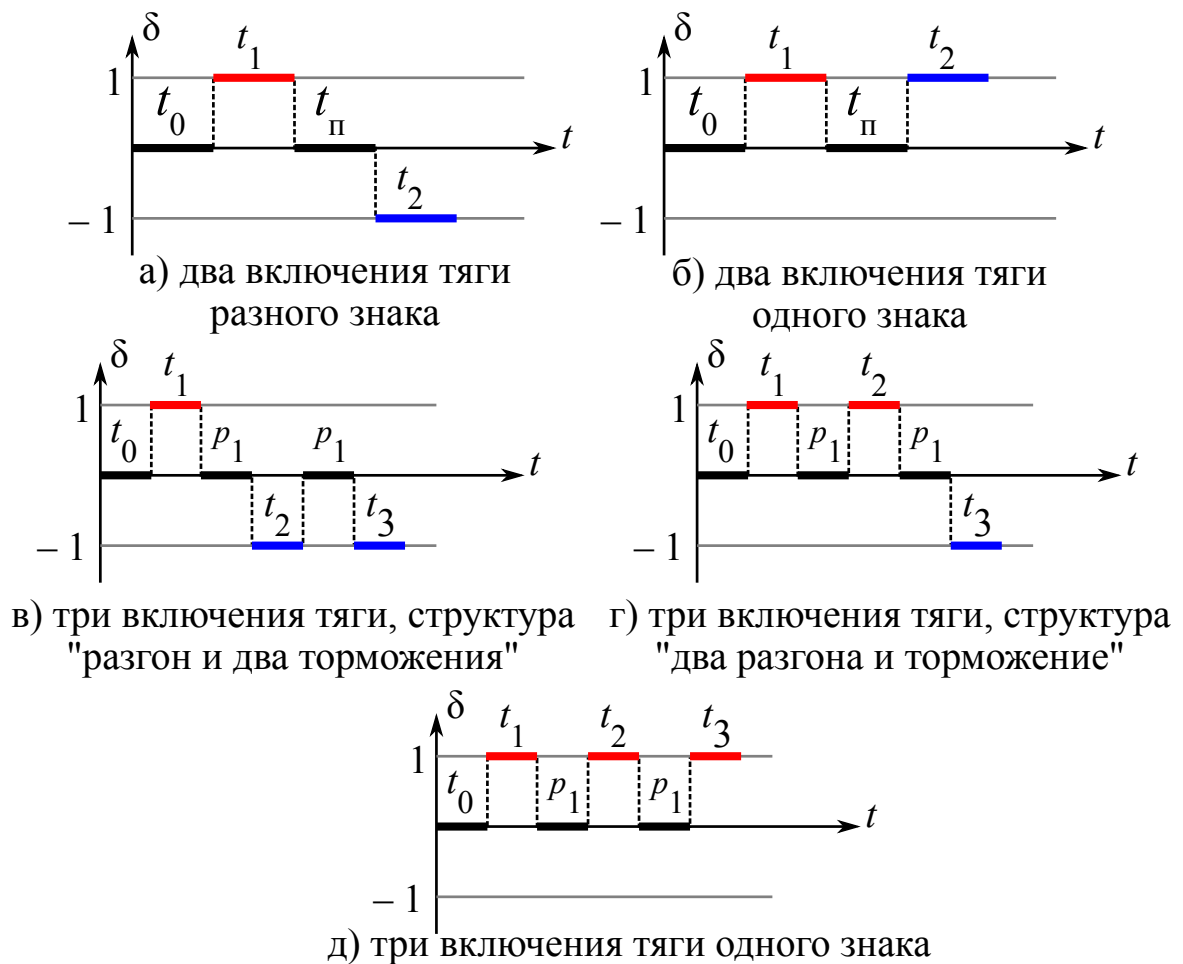 δ t₁ δ t₁ t₂
1 t₀ tп 1 t₀ tп
t t
t₂
– 1 – 1
а) два включения тяги
разного знака
б) два включения тяги
одного знака
δ t₁ δ t₁ t₂
1 t₀ p₁ p₁ 1 t₀ p₁ p₁
t t
t₂ t₃ t₃
– 1 – 1
в) три включения тяги, структура
"разгон и два торможения"
г) три включения тяги, структура
"два разгона и торможение"
δ t₁ t₂ t₃
1 t₀ p₁ p₁
t
– 1
д) три включения тяги одного знака